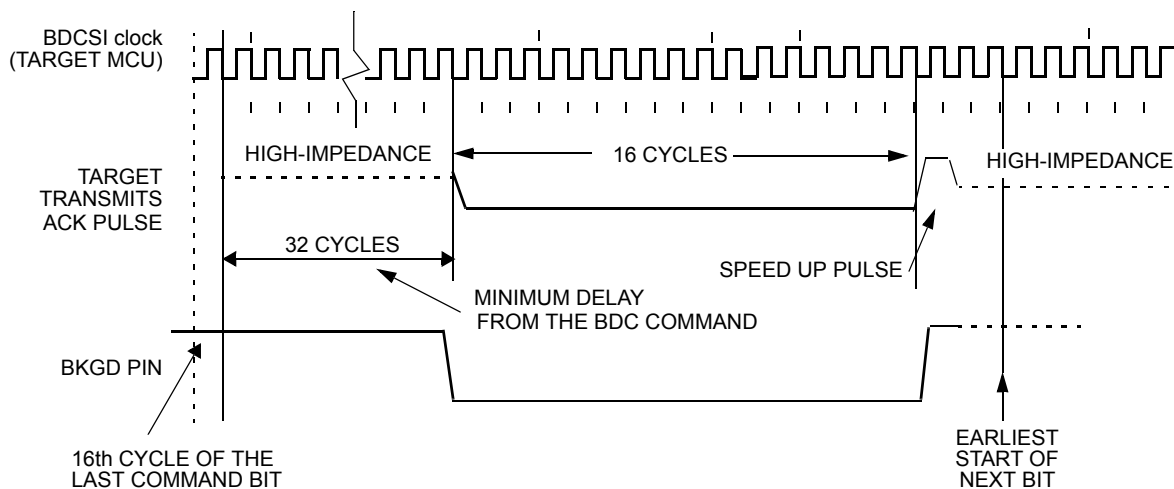 BDCSI clock
(TARGET MCU)
HIGH-IMPEDANCE
16 CYCLES
HIGH-IMPEDANCE
TARGET
TRANSMITS
ACK PULSE
32 CYCLES
SPEED UP PULSE
MINIMUM DELAY
FROM THE BDC COMMAND
BKGD PIN
16th CYCLE OF THE
LAST COMMAND BIT
EARLIEST
START OF
NEXT BIT